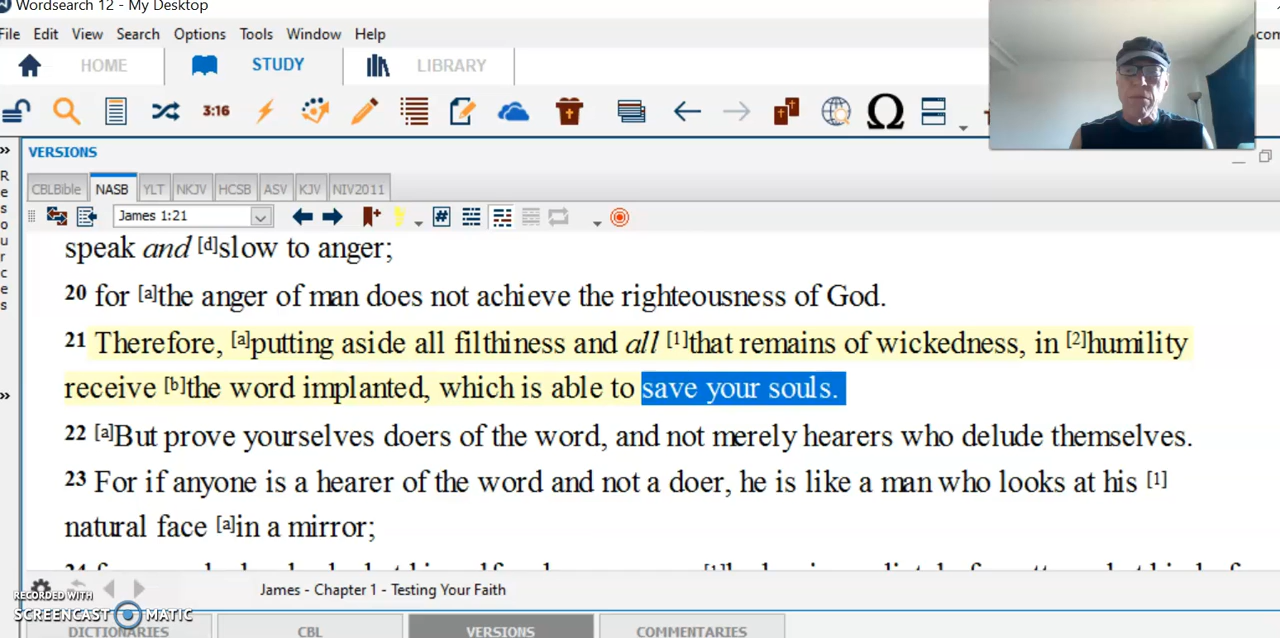 Wordsearch 12 - My Desktop
File Edit View Search Options Tools Window Help
com
HOME STUDY LIBRARY
3:16 Ω
VERSIONS
CBLBible NASB YLT NKJV HCSB ASV KJV NIV2011
Resources
James 1:21 #
speak and [d]slow to anger;
20 for [a]the anger of man does not achieve the righteousness of God.
21 Therefore, [a]putting aside all filthiness and all [1]that remains of wickedness, in [2]humility
receive [b]the word implanted, which is able to save your souls.
22 [a]But prove yourselves doers of the word, and not merely hearers who delude themselves.
23 For if anyone is a hearer of the word and not a doer, he is like a man who looks at his [1]
natural face [a]in a mirror;
James - Chapter 1 - Testing Your Faith
RECORDED WITH
SCREENCAST MATIC
DICTIONARIES CBL VERSIONS COMMENTARIES